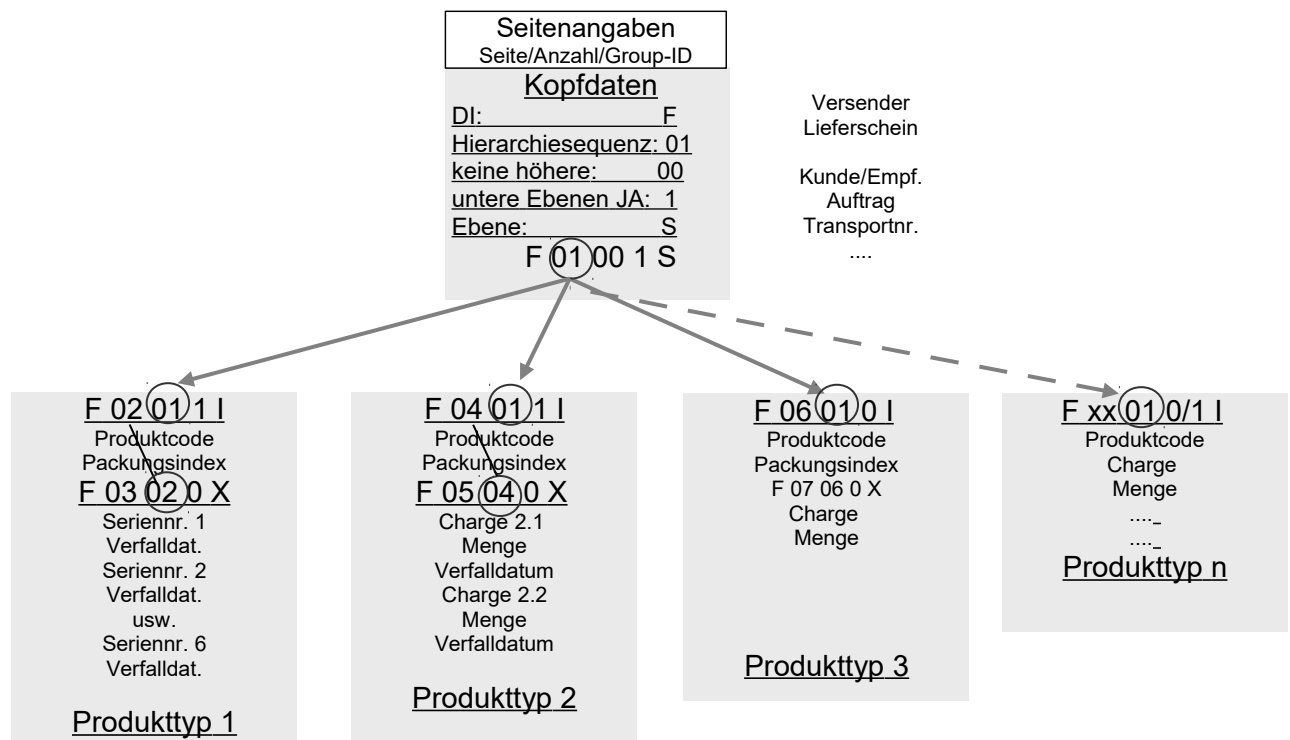 Seitenangaben
Seite/Anzahl/Group-ID
Kopfdaten
DI: F
Hierarchiesequenz: 01
keine höhere: 00
untere Ebenen JA: 1
Ebene: S
F 01 00 1 S
Versender
Lieferschein
Kunde/Empf.
Auftrag
Transportnr.
....
F 02 01 1 I
Produktcode
Packungsindex
F 03 02 0 X
Seriennr. 1
Verfalldat.
Seriennr. 2
Verfalldat.
usw.
Seriennr. 6
Verfalldat.
Produkttyp 1
F 04 01 1 I
Produktcode
Packungsindex
F 05 04 0 X
Charge 2.1
Menge
Verfalldatum
Charge 2.2
Menge
Verfalldatum
Produkttyp 2
F 06 01 0 I
Produktcode
Packungsindex
F 07 06 0 X
Charge
Menge
Produkttyp 3
F xx 01 0/1 I
Produktcode
Charge
Menge
...._
...._
Produkttyp n